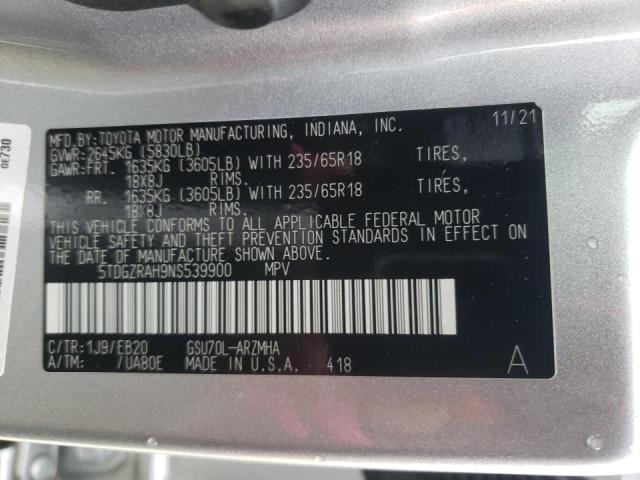 0E730
MFD.BY:TOYOTA MOTOR MANUFACTURING, INDIANA, INC. 11/21
GVWR:2645KG (5830LB)
GAWR:FRT. 1635KG (3605LB) WITH 235/65R18 TIRES,
18X8J RIMS.
RR. 1635KG (3605LB) WITH 235/65R18 TIRES,
18X8J RIMS.
THIS VEHICLE CONFORMS TO ALL APPLICABLE FEDERAL MOTOR
VEHICLE SAFETY AND THEFT PREVENTION STANDARDS IN EFFECT ON
THE DATE OF MANUFACTURE SHOWN ABOVE.
5TDGZRAH9NS539900 MPV
C/TR:1J9/EB20 GSU70L-ARZMHA
A/TM: /UA80E MADE IN U.S.A. 418 A